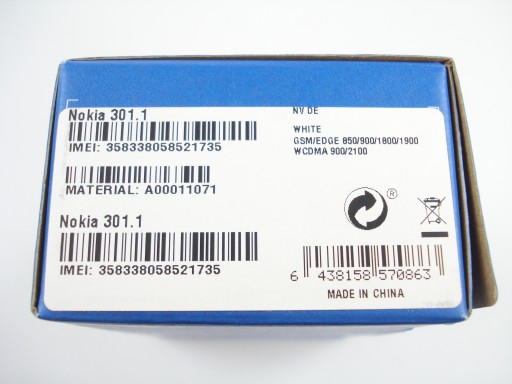 Nokia 301.1
IMEI: 358338058521735
MATERIAL: A00011071
Nokia 301.1
IMEI: 358338058521735
NV DE
WHITE
GSM/EDGE 850/900/1800/1900
WCDMA 900/2100
®
6 438158 570863
MADE IN CHINA